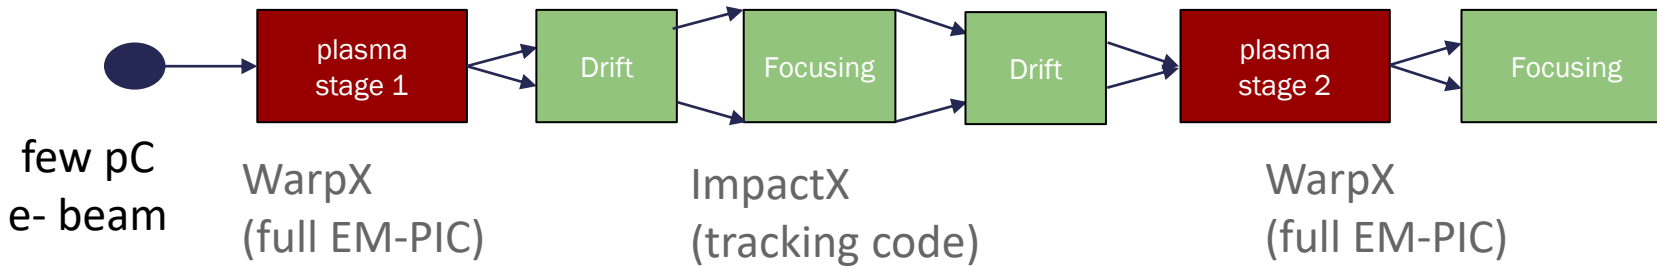 plasma
stage 1
Drift
Focusing
Drift
plasma
stage 2
Focusing
few pC
e- beam
WarpX
(full EM-PIC)
ImpactX
(tracking code)
WarpX
(full EM-PIC)